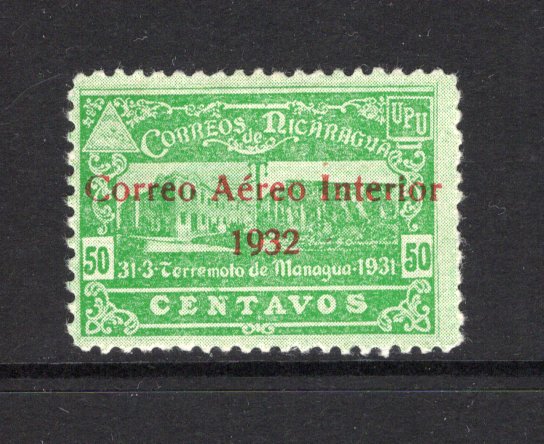 UPU
Correos de Nicaragua
Correo Aéreo Interior
1932
50 50
31-3-Terremoto de Managua-1931
CENTAVOS